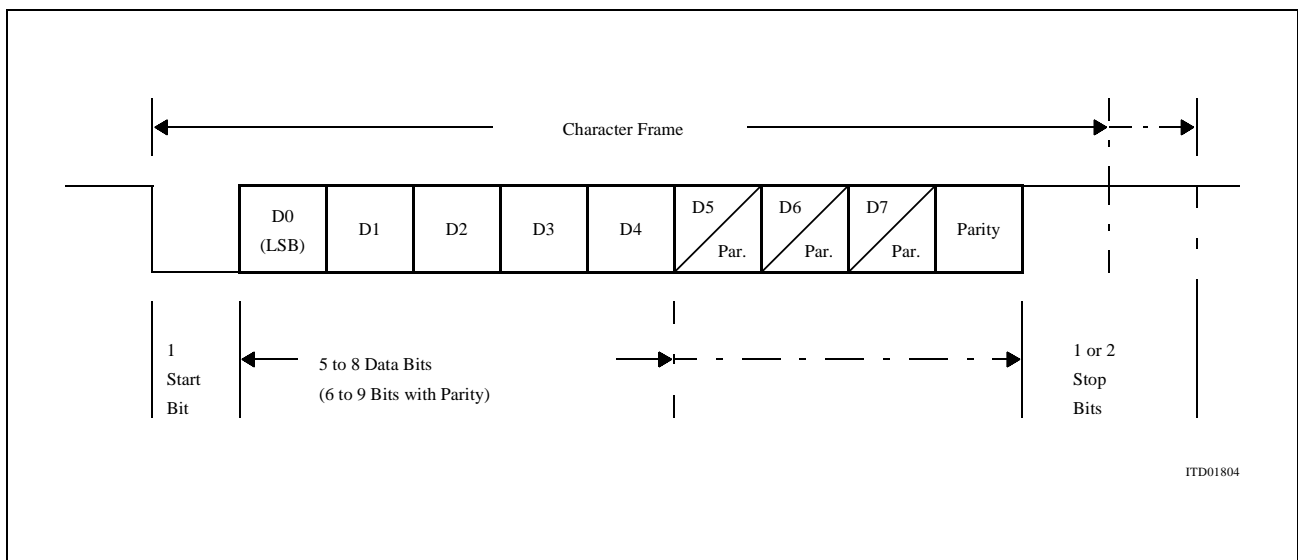 Character Frame
D0
(LSB)
D1
D2
D3
D4
D5
Par.
D6
Par.
D7
Par.
Parity
1
Start
Bit
5 to 8 Data Bits
(6 to 9 Bits with Parity)
1 or 2
Stop
Bits
ITD01804